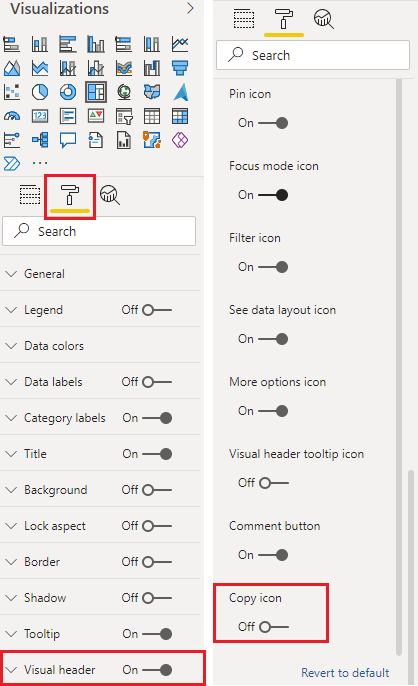 Visualizations
Search
General
Legend Off
Data colors
Data labels Off
Category labels On
Title On
Background Off
Lock aspect Off
Border Off
Shadow Off
Tooltip On
Visual header On
Search
Pin icon
On
Focus mode icon
On
Filter icon
On
See data layout icon
On
More options icon
On
Visual header tooltip icon
Off
Comment button
On
Copy icon
Off
Revert to default